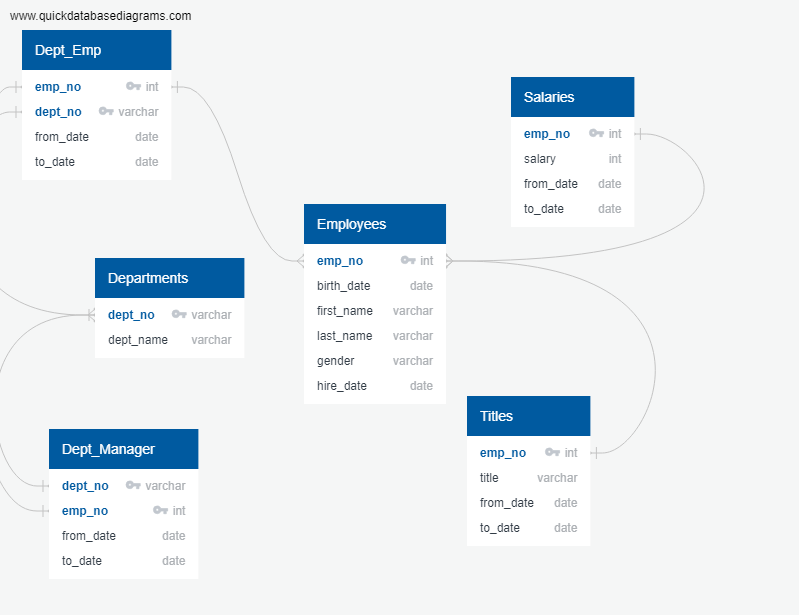 www.quickdatabasediagrams.com
Dept_Emp
emp_no int
dept_no varchar
from_date date
to_date date
Salaries
emp_no int
salary int
from_date date
to_date date
Employees
emp_no int
birth_date date
first_name varchar
last_name varchar
gender varchar
hire_date date
Departments
dept_no varchar
dept_name varchar
Titles
emp_no int
title varchar
from_date date
to_date date
Dept_Manager
dept_no varchar
emp_no int
from_date date
to_date date